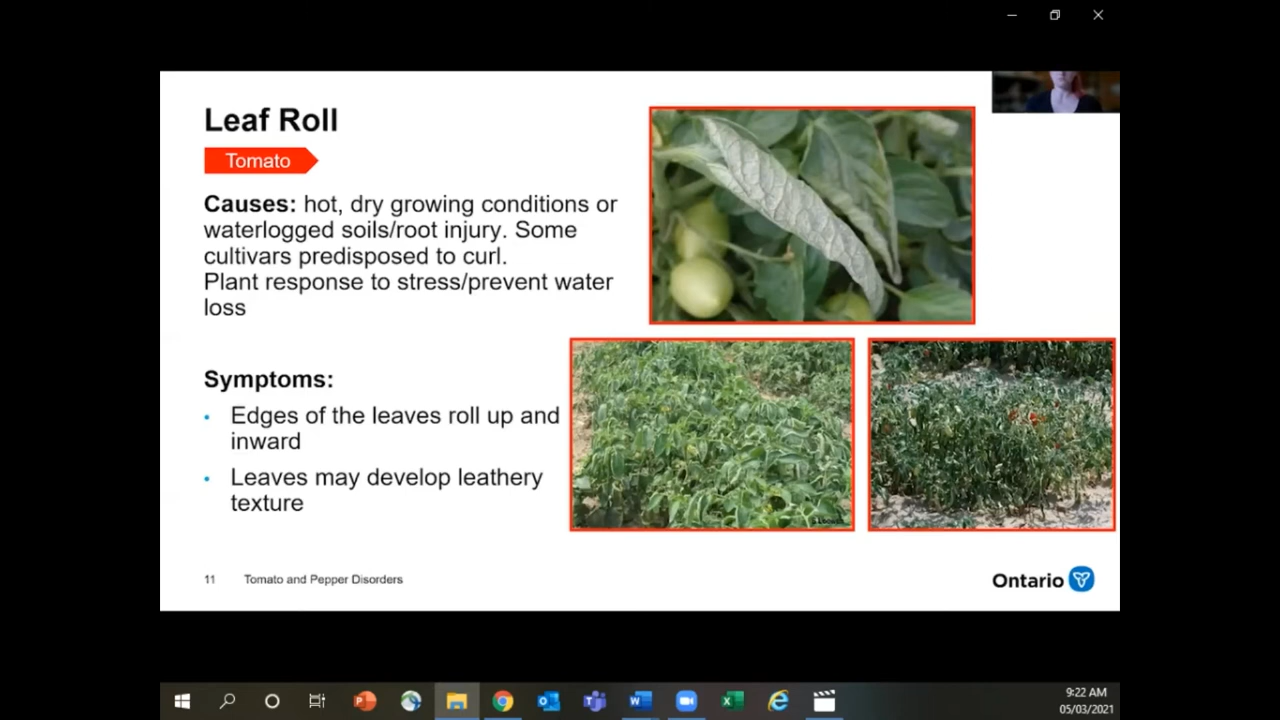 Leaf Roll
Tomato
Causes: hot, dry growing conditions or
waterlogged soils/root injury. Some
cultivars predisposed to curl.
Plant response to stress/prevent water
loss
Symptoms:
• Edges of the leaves roll up and
inward
• Leaves may develop leathery
texture
11 Tomato and Pepper Disorders
Ontario
9:22 AM
05/03/2021